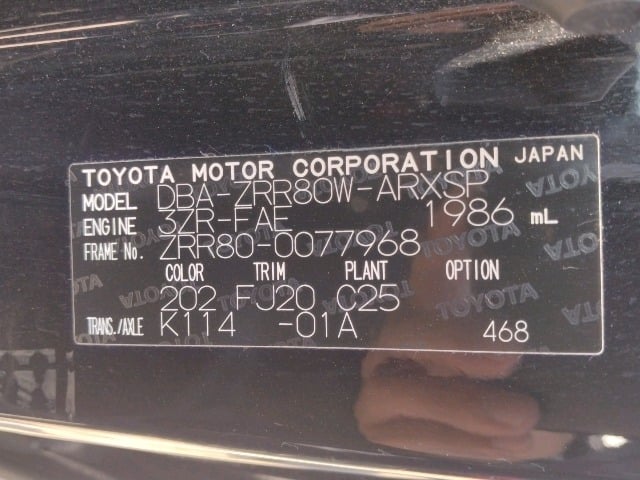 TOYOTA MOTOR CORPORATION JAPAN
MODEL DBA-ZRR80W-ARXSP
ENGINE 3ZR-FAE 1986 mL
FRAME No. ZRR80-0077968
COLOR TRIM PLANT OPTION
202 FJ20 C25
TRANS./AXLE K114 -01A 468